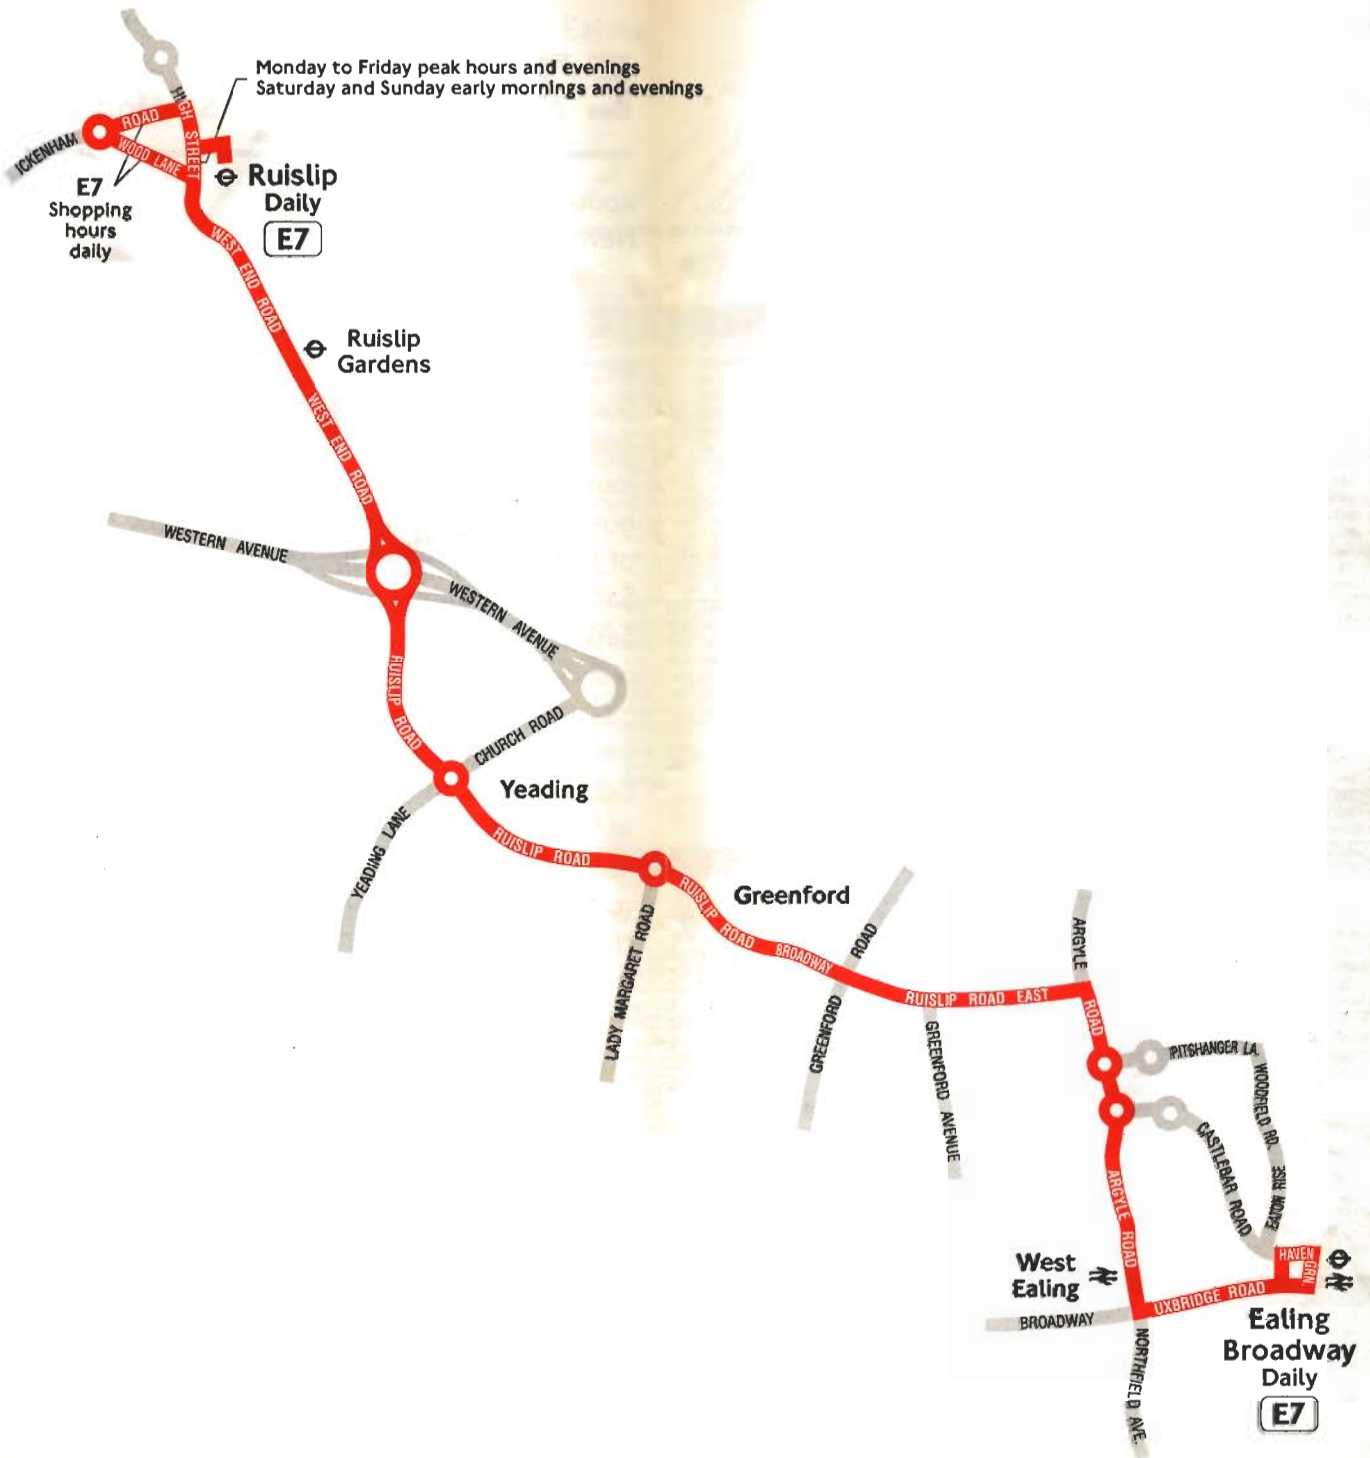 Monday to Friday peak hours and evenings
Saturday and Sunday early mornings and evenings
HIGH STREET
ROAD
ICKENHAM
WOOD LANE
E7
Shopping
hours
daily
Ruislip
Daily
E7
WEST END ROAD
Ruislip
Gardens
WEST END ROAD
WESTERN AVENUE
WESTERN AVENUE
RUISLIP ROAD
CHURCH ROAD
Yeading
YEADING LANE
RUISLIP ROAD
RUISLIP ROAD
Greenford
BROADWAY
LADY MARGARET ROAD
GREENFORD ROAD
RUISLIP ROAD EAST
GREENFORD AVENUE
ARGYLE ROAD
PITSHANGER LA.
WOODFIELD RD.
EATON RISE
CASTLEBAR ROAD
ARGYLE ROAD
West
Ealing
HAVEN
GRN.
UXBRIDGE ROAD
BROADWAY
NORTHFIELD AVE.
Ealing
Broadway
Daily
E7